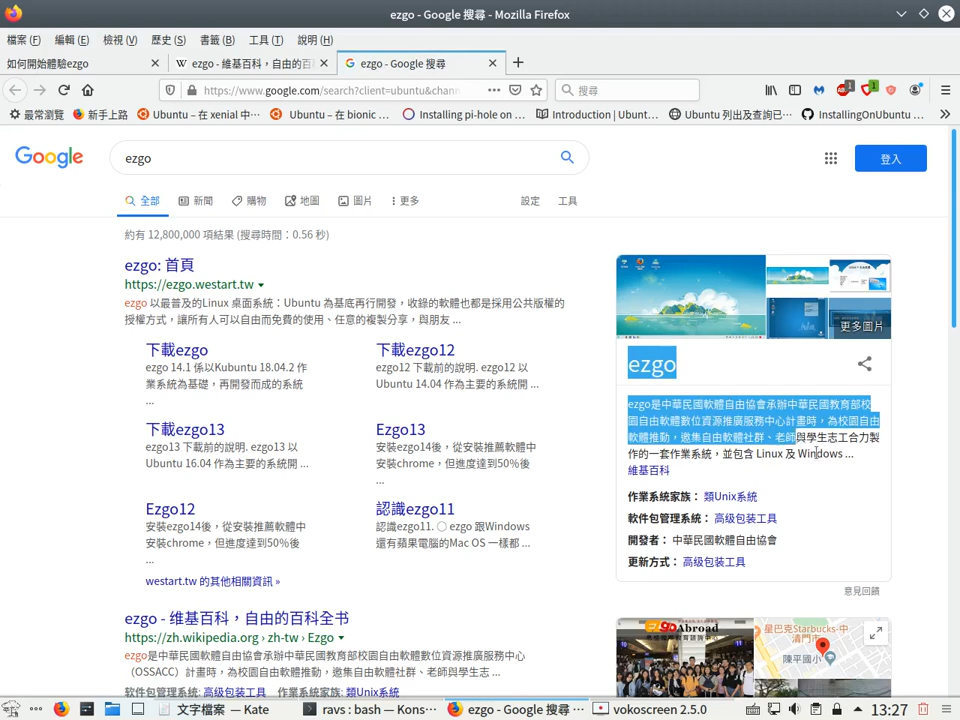 ezgo - Google 搜尋 - Mozilla Firefox
檔案 (F) 編輯 (E) 檢視 (V) 歷史 (S) 書籤 (B) 工具 (T) 說明 (H)
如何開始體驗ezgo
ezgo - 維基百科,自由的百
ezgo - Google 搜尋
https://www.google.com/search?client=ubuntu&chann
搜尋
最常瀏覽 新手上路 Ubuntu – 在 xenial 中⋯ Ubuntu – 在 bionic ... Installing pi-hole on ... Introduction | Ubunt... Ubuntu 列出及查詢已⋯ InstallingOnUbuntu ...
Google
ezgo
登入
全部 新聞 購物 地圖 圖片 更多 設定 工具
約有 12,800,000 項結果 (搜尋時間:0.56 秒)
ezgo: 首頁
https://ezgo.westart.tw
ezgo 以最普及的Linux 桌面系統:Ubuntu 為基底再行開發,收錄的軟體也都是採用公共版權的
授權方式,讓所有人可以自由而免費的使用、任意的複製分享,與朋友 ...
下載ezgo
ezgo 14.1 係以Kubuntu 18.04.2 作
業系統為基礎,再開發而成的系統
...
下載ezgo12
ezgo12 下載前的說明. ezgo12 以
Ubuntu 14.04 作為主要的系統開 ...
下載ezgo13
ezgo13 下載前的說明. ezgo13 以
Ubuntu 16.04 作為主要的系統開 ...
Ezgo13
安裝ezgo14後,從安裝推薦軟體中
安裝chrome,但進度達到50%後
...
Ezgo12
安裝ezgo14後,從安裝推薦軟體中
安裝chrome,但進度達到50%後
...
認識ezgo11
認識ezgo11. ◯ ezgo 跟Windows
還有蘋果電腦的Mac OS 一樣都 ...
westart.tw 的其他相關資訊 »
ezgo - 维基百科,自由的百科全书
https://zh.wikipedia.org › zh-tw › Ezgo
ezgo是中華民國軟體自由協會承辦中華民國教育部校園自由軟體數位資源推廣服務中心
(OSSACC)計畫時,為校園自由軟體推動,邀集自由軟體社群、老師與學生志 ...
软件包管理系统: 高级包装工具 作業系統家族: 類Unix系統
更多圖片
ezgo
ezgo是中華民國軟體自由協會承辦中華民國教育部校
園自由軟體數位資源推廣服務中心計畫時,為校園自由
軟體推動,邀集自由軟體社群、老師與學生志工合力製
作的一套作業系統,並包含 Linux 及 Windows ...
維基百科
作業系統家族: 類Unix系統
軟件包管理系統: 高级包装工具
開發者: 中華民國軟體自由協會
更新方式: 高级包装工具
意見回饋
goAbroad
星巴克Starbucks-中
清門市
陳平國小
文字檔案 — Kate
ravs : bash — Kons⋯
ezgo - Google 搜尋 ⋯
vokoscreen 2.5.0
13:27